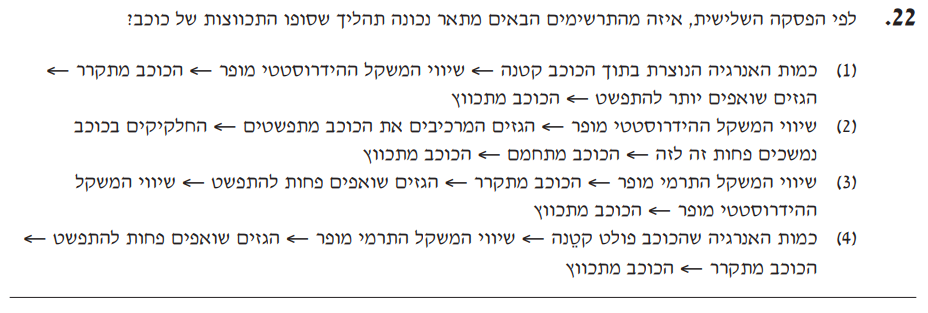 22. לפי הפסקה השלישית, איזה מהתרשימים הבאים מתאר נכונה תהליך שסופו התכווצות של כוכב?
(1) כמות האנרגיה הנוצרת בתוך הכוכב קטנה ← שיווי המשקל ההידרוסטטי מופר ← הכוכב מתקרר ←
הגזים שואפים יותר להתפשט ← הכוכב מתכווץ
(2) שיווי המשקל ההידרוסטטי מופר ← הגזים המרכיבים את הכוכב מתפשטים ← החלקיקים בכוכב
נמשכים פחות זה לזה ← הכוכב מתחמם ← הכוכב מתכווץ
(3) שיווי המשקל התרמי מופר ← הכוכב מתקרר ← הגזים שואפים פחות להתפשט ← שיווי המשקל
ההידרוסטטי מופר ← הכוכב מתכווץ
(4) כמות האנרגיה שהכוכב פולט קטֵנה ← שיווי המשקל התרמי מופר ← הגזים שואפים פחות להתפשט ←
הכוכב מתקרר ← הכוכב מתכווץ